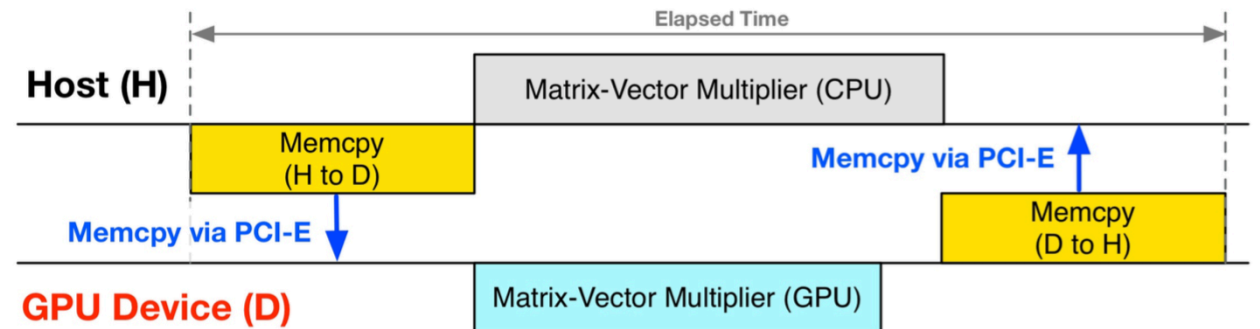 Elapsed Time
Host (H)
Matrix-Vector Multiplier (CPU)
Memcpy
(H to D)
Memcpy via PCI-E
Memcpy via PCI-E
Memcpy
(D to H)
GPU Device (D)
Matrix-Vector Multiplier (GPU)